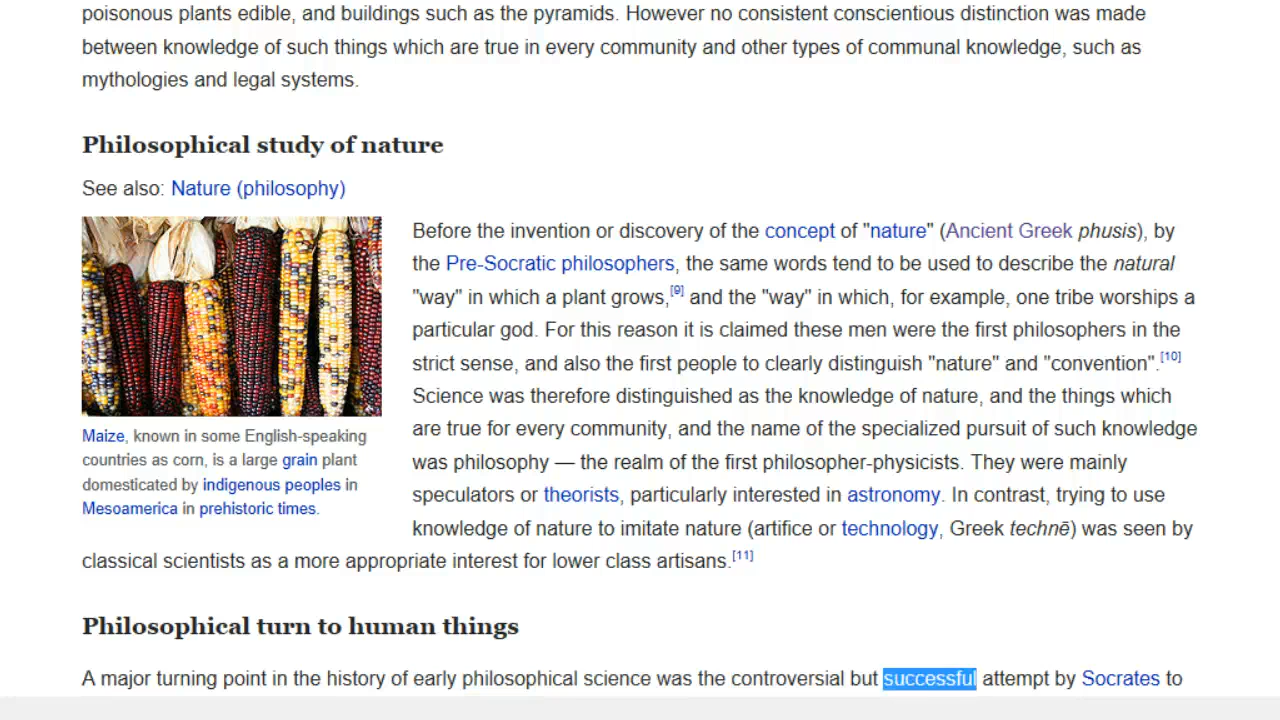 poisonous plants edible, and buildings such as the pyramids. However no consistent conscientious distinction was made
between knowledge of such things which are true in every community and other types of communal knowledge, such as
mythologies and legal systems.
Philosophical study of nature
See also: Nature (philosophy)
Before the invention or discovery of the concept of "nature" (Ancient Greek phusis), by
the Pre-Socratic philosophers, the same words tend to be used to describe the natural
"way" in which a plant grows,[9] and the "way" in which, for example, one tribe worships a
particular god. For this reason it is claimed these men were the first philosophers in the
strict sense, and also the first people to clearly distinguish "nature" and "convention".[10]
Science was therefore distinguished as the knowledge of nature, and the things which
are true for every community, and the name of the specialized pursuit of such knowledge
was philosophy — the realm of the first philosopher-physicists. They were mainly
speculators or theorists, particularly interested in astronomy. In contrast, trying to use
knowledge of nature to imitate nature (artifice or technology, Greek technē) was seen by
classical scientists as a more appropriate interest for lower class artisans.[11]
Maize, known in some English-speaking
countries as corn, is a large grain plant
domesticated by indigenous peoples in
Mesoamerica in prehistoric times.
Philosophical turn to human things
A major turning point in the history of early philosophical science was the controversial but successful attempt by Socrates to